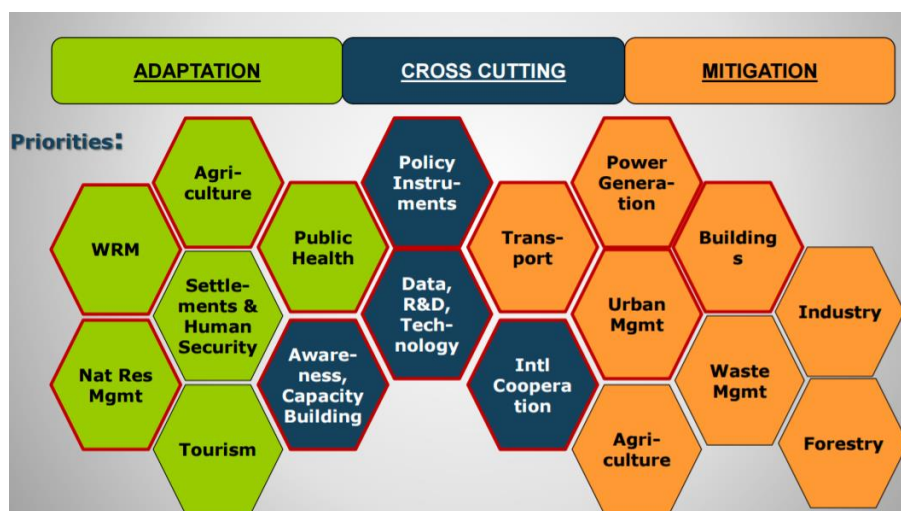 ADAPTATION
CROSS CUTTING
MITIGATION
Priorities:
Agri-
culture
WRM
Public
Health
Settle-
ments &
Human
Security
Nat Res
Mgmt
Tourism
Policy
Instru-
ments
Data,
R&D,
Tech-
nology
Aware-
ness,
Capacity
Building
Intl
Coopera
tion
Trans-
port
Power
Genera-
tion
Building
s
Urban
Mgmt
Industry
Waste
Mgmt
Agri-
culture
Forestry